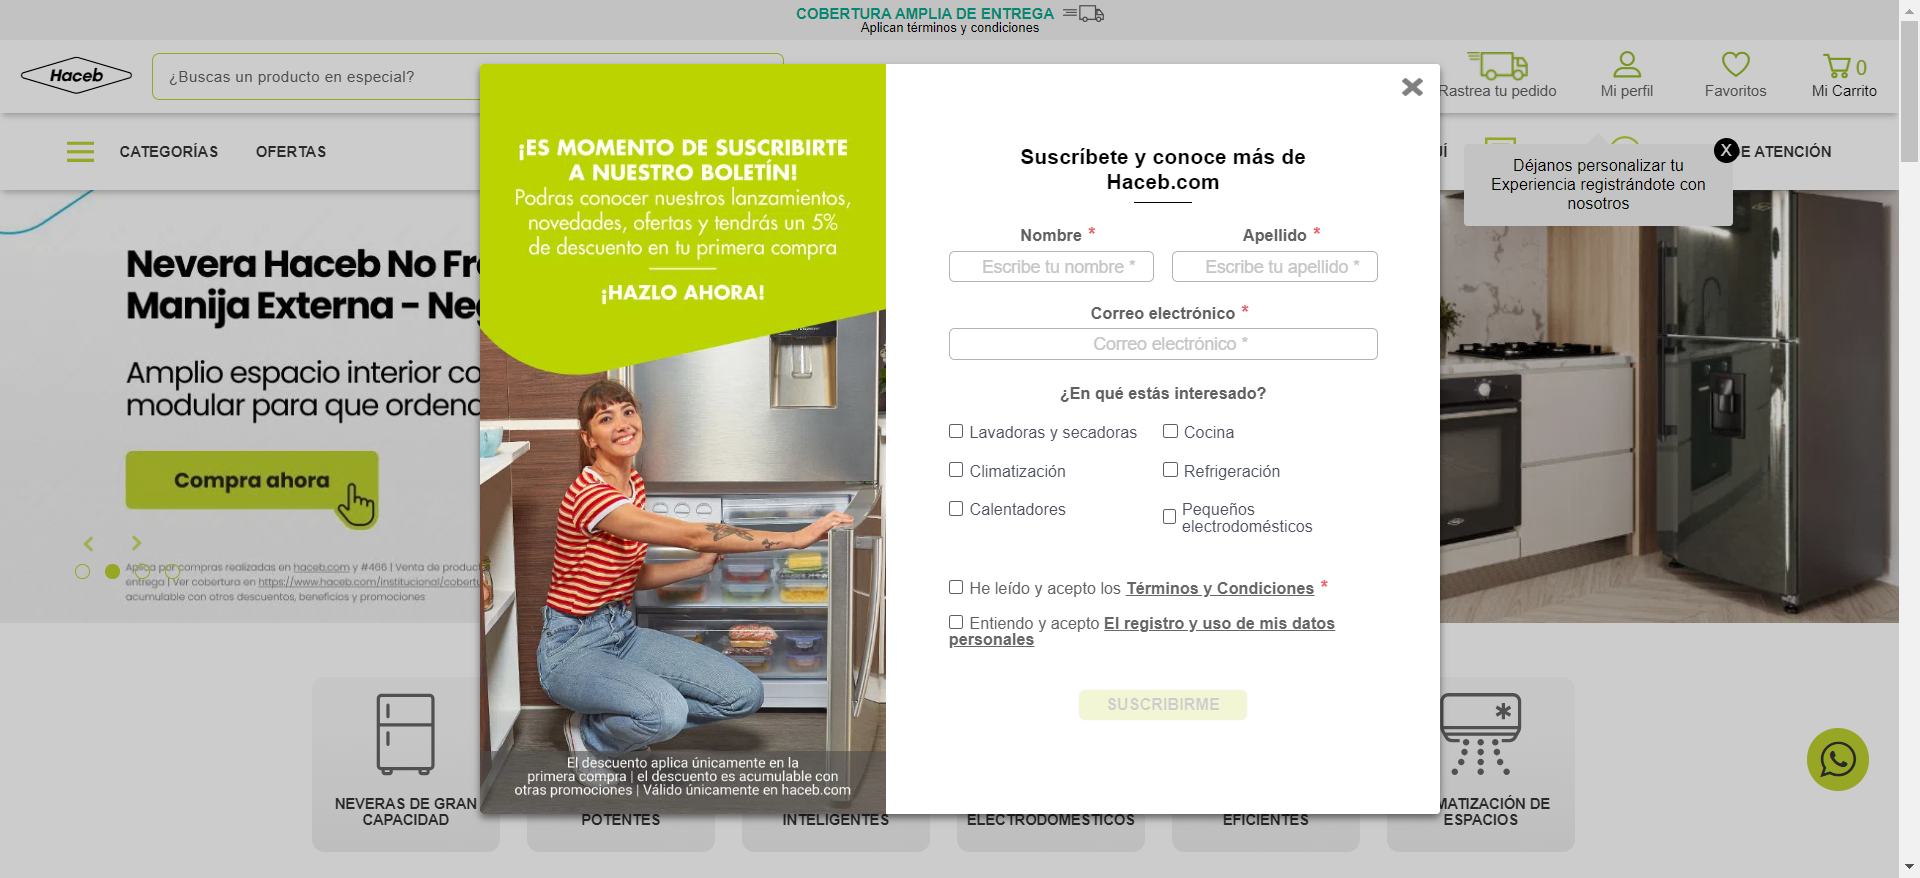 COBERTURA AMPLIA DE ENTREGA
Aplican términos y condiciones
Haceb
¿Buscas un producto en especial?
Rastrea tu pedido
Mi perfil
Favoritos
0
Mi Carrito
CATEGORÍAS
OFERTAS
E ATENCIÓN
X
Déjanos personalizar tu
Experiencia registrándote con
nosotros
Nevera Haceb No Fr
Manija Externa - Ne
Amplio espacio interior co
modular para que orden
Compra ahora
Aplica por compras realizadas en haceb.com y #466 | Venta de produc
entrega | Ver cobertura en https://www.haceb.com/institucional/cobertu
acumulable con otros descuentos, beneficios y promociones
¡ES MOMENTO DE SUSCRIBIRTE
A NUESTRO BOLETÍN!
Podras conocer nuestros lanzamientos,
novedades, ofertas y tendrás un 5%
de descuento en tu primera compra
¡HAZLO AHORA!
El descuento aplica únicamente en la
primera compra | el descuento es acumulable con
otras promociones | Válido únicamente en haceb.com
Suscríbete y conoce más de
Haceb.com
Nombre *
Apellido *
Escribe tu nombre *
Escribe tu apellido *
Correo electrónico *
Correo electrónico *
¿En qué estás interesado?
Lavadoras y secadoras
Cocina
Climatización
Refrigeración
Calentadores
Pequeños
electrodomésticos
He leído y acepto los Términos y Condiciones *
Entiendo y acepto El registro y uso de mis datos
personales
SUSCRIBIRME
NEVERAS DE GRAN
CAPACIDAD
POTENTES
INTELIGENTES
ELECTRODOMÉSTICOS
EFICIENTES
MATIZACIÓN DE
ESPACIOS